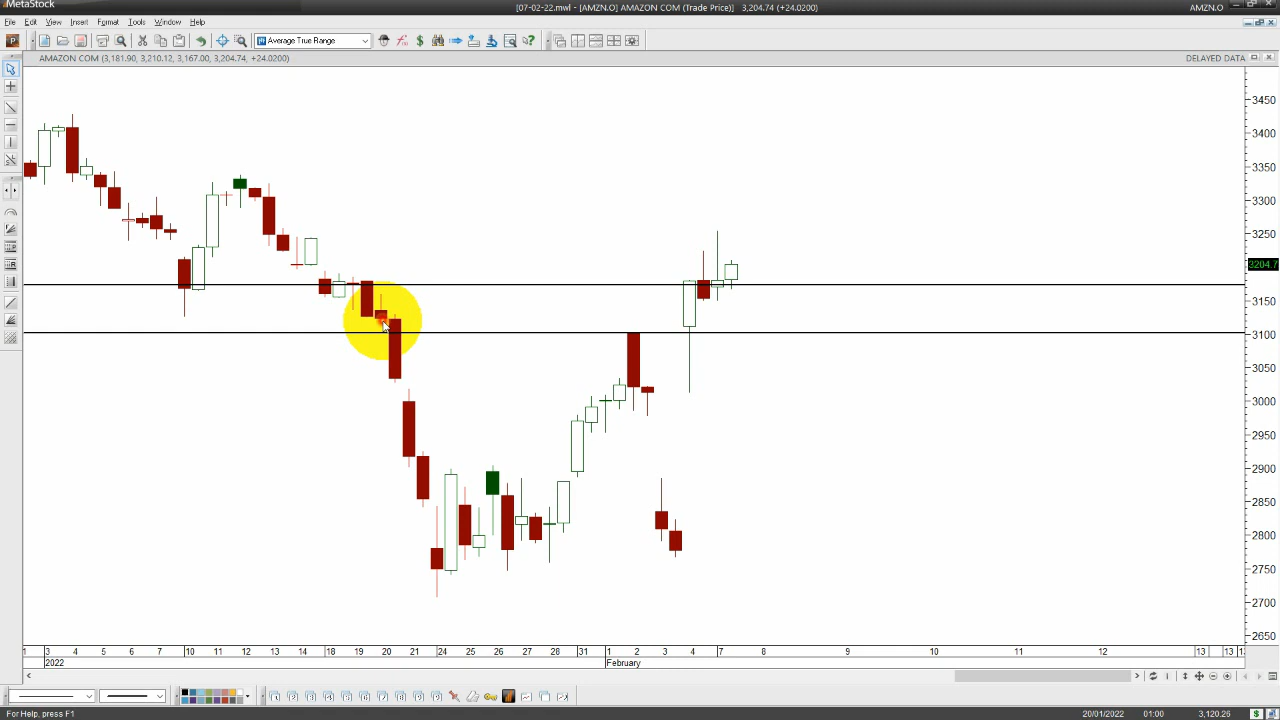 MetaStock
[07-02-22.mwl - [AMZN.O] AMAZON COM (Trade Price)] 3,204.74 (+24.0200)
AMZN.O
File Edit View Insert Format Tools Window Help
Average True Range
AMAZON COM (3,181.90, 3,210.12, 3,167.00, 3,204.74, +24.0200)
DELAYED DATA
3450
3400
3350
3300
3250
3204.7
3150
3100
3050
3000
2950
2900
2850
2800
2750
2700
2650
3 4 5 6 7 10 11 12 13 14 18 19 20 21 24 25 26 27 28 31 1 2 3 4 7 8 9 10 11 12 13 13
2022 February
For Help, press F1
20/01/2022 01:00 3,120.26